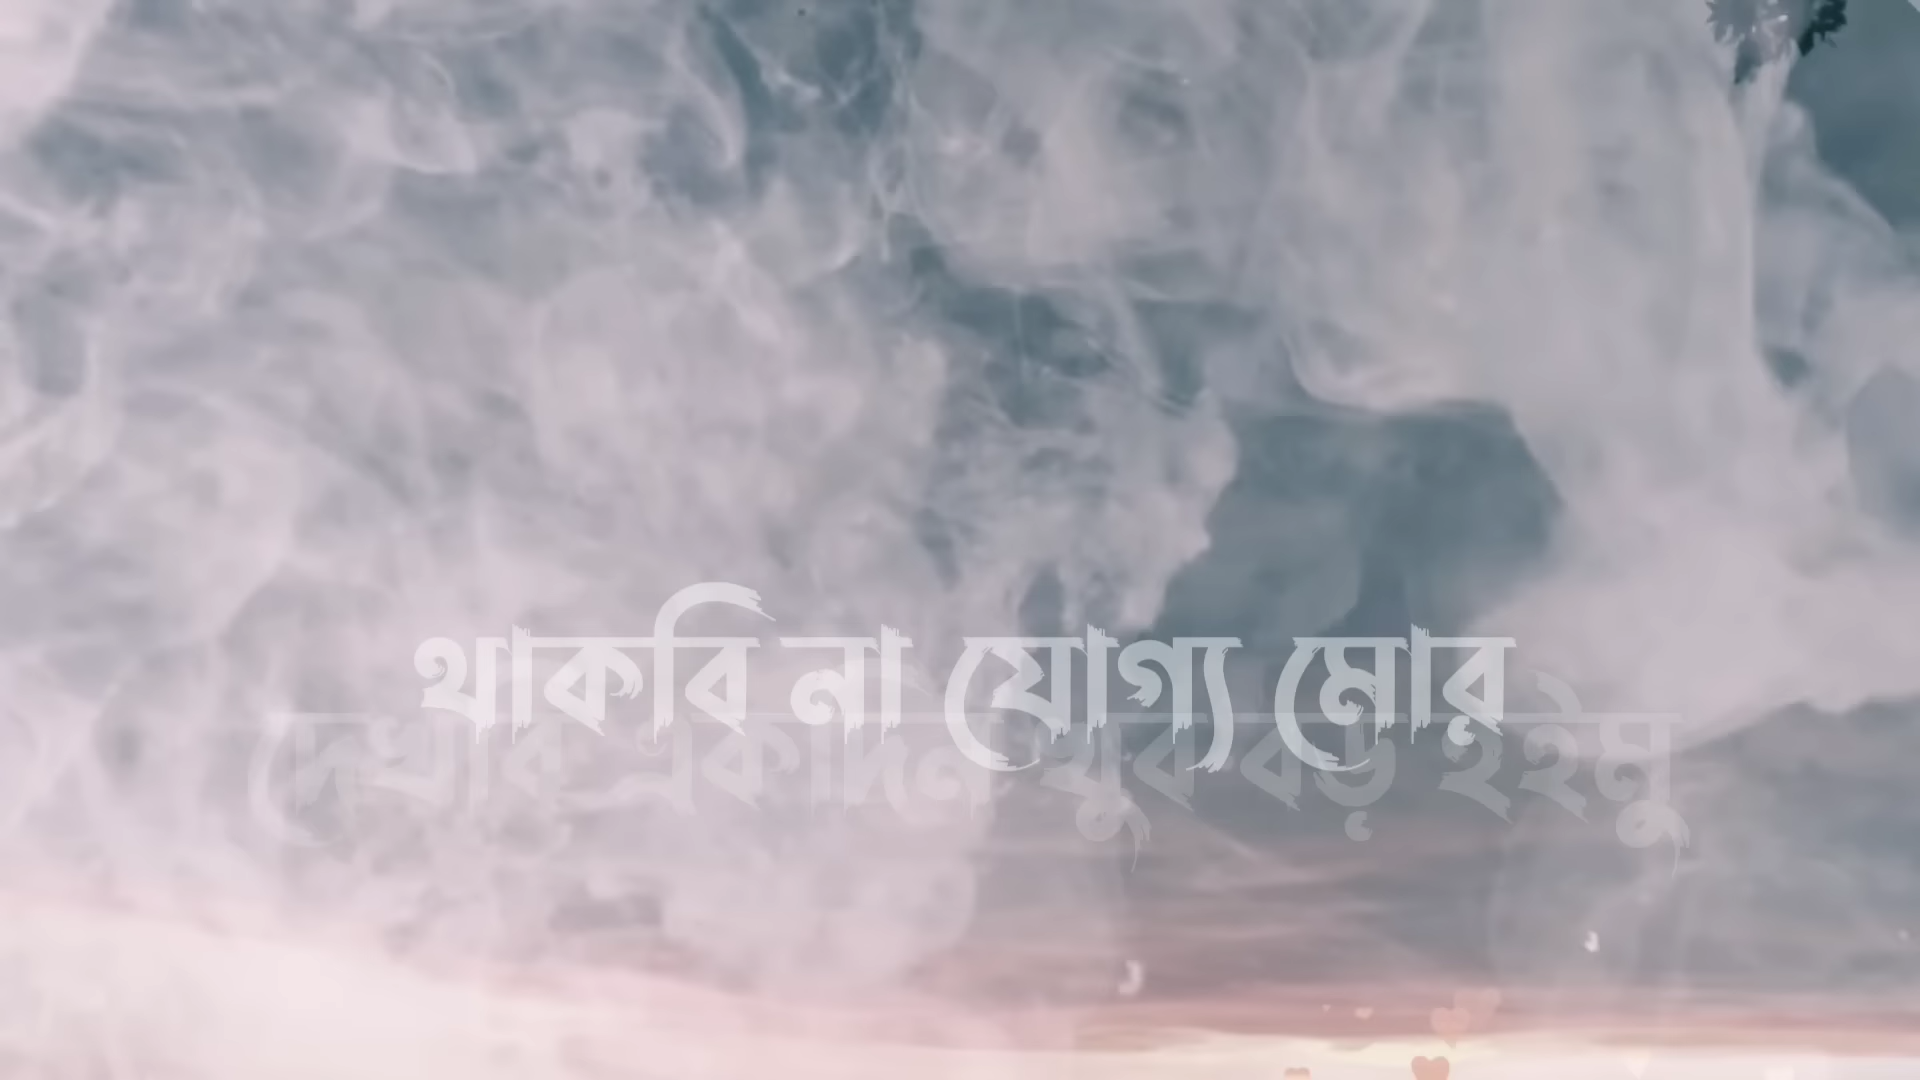 থাকবি না যোগ্য মোর
দেখবি একদিন খুব বড় হইমু